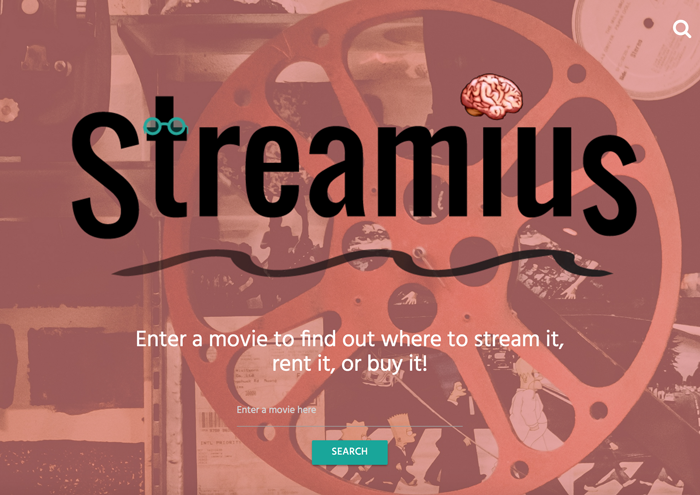 Streamius
Enter a movie to find out where to stream it,
rent it, or buy it!
Enter a movie here
SEARCH